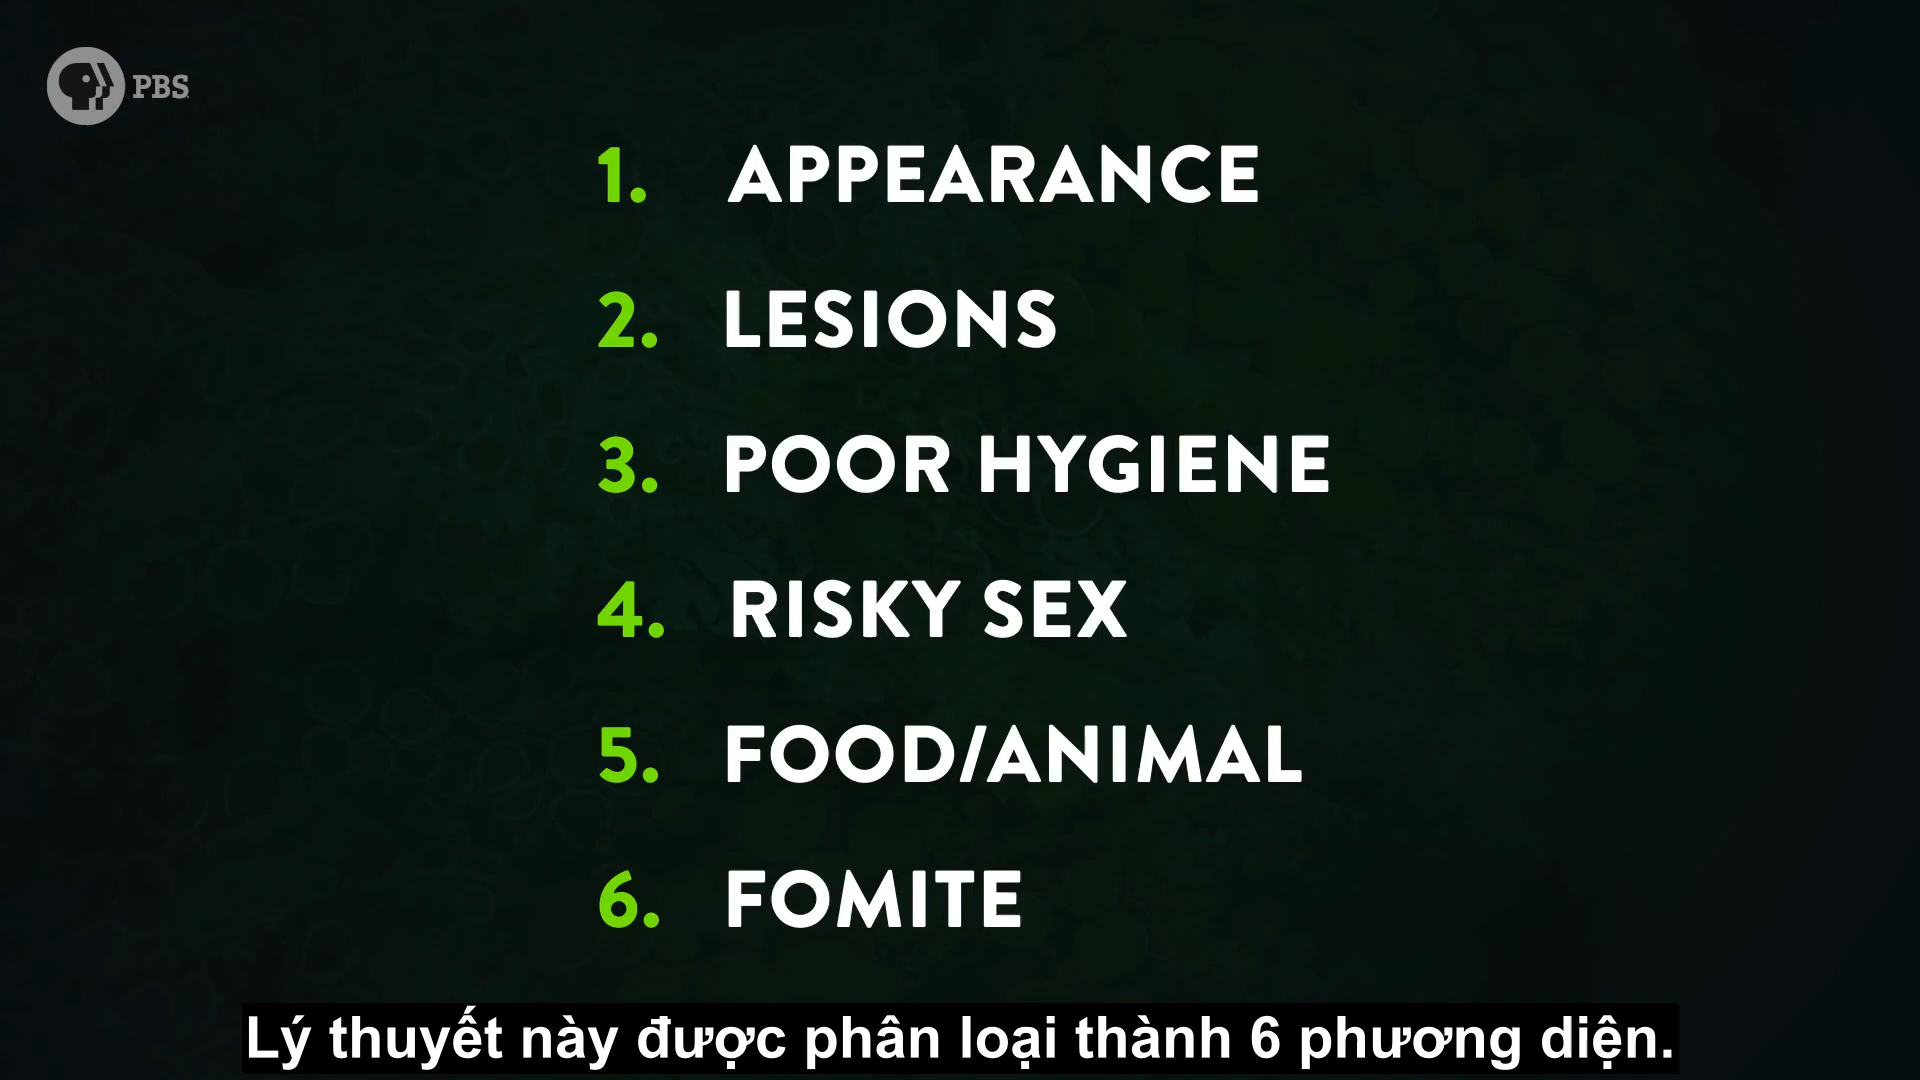 PBS
1. APPEARANCE
2. LESIONS
3. POOR HYGIENE
4. RISKY SEX
5. FOOD/ANIMAL
6. FOMITE
Lý thuyết này được phân loại thành 6 phương diện.